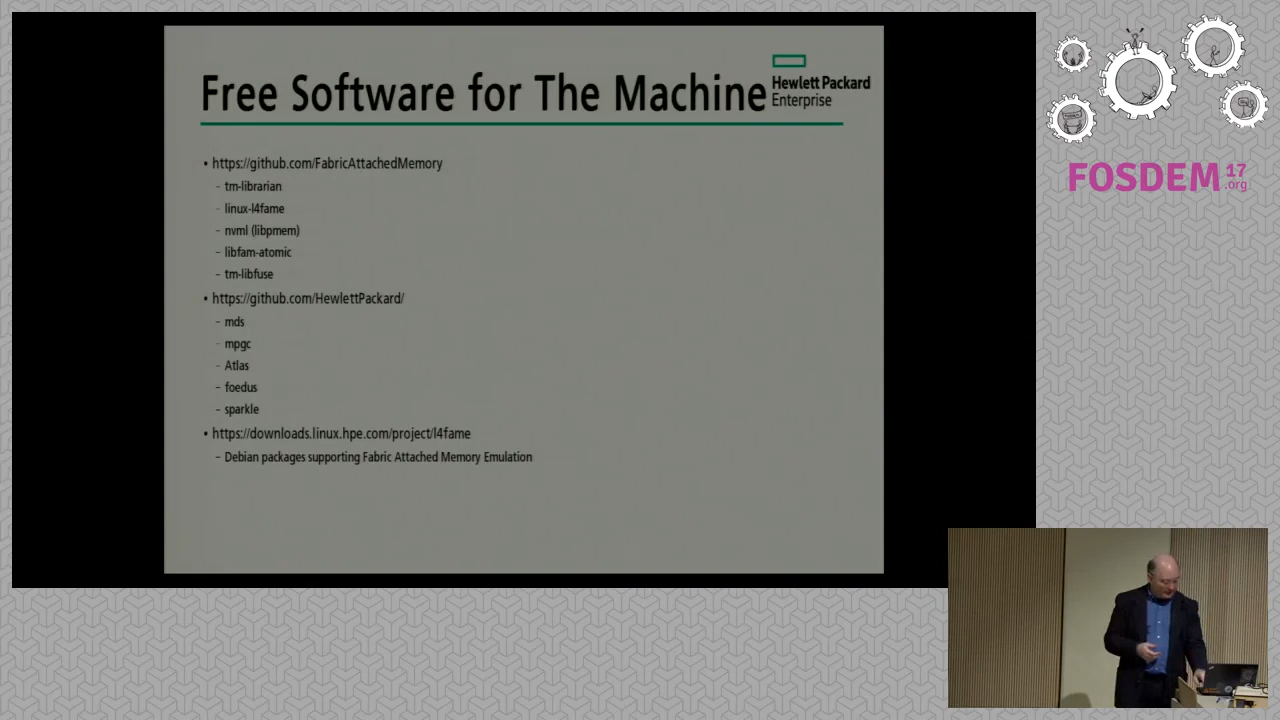 Free Software for The Machine
Hewlett Packard
Enterprise
• https://github.com/FabricAttachedMemory
– tm-librarian
– linux-l4fame
– nvml (libpmem)
– libfam-atomic
– tm-libfuse
• https://github.com/HewlettPackard/
– mds
– mpgc
– Atlas
– foedus
– sparkle
• https://downloads.linux.hpe.com/project/l4fame
– Debian packages supporting Fabric Attached Memory Emulation
FOSDEM 17
.org